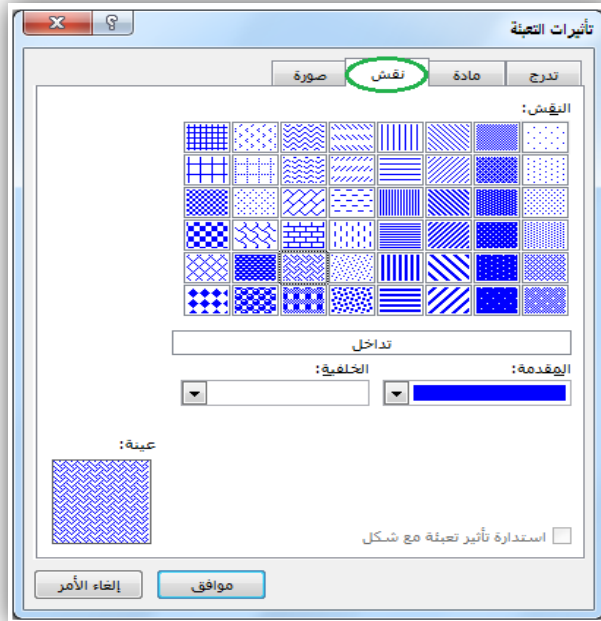 تأثيرات التعبئة
تدرج مادة نقش صورة
النقش:
تداخل
المقدمة: الخلفية:
عينة:
استدارة تأثير تعبئة مع شكل
موافق إلغاء الأمر